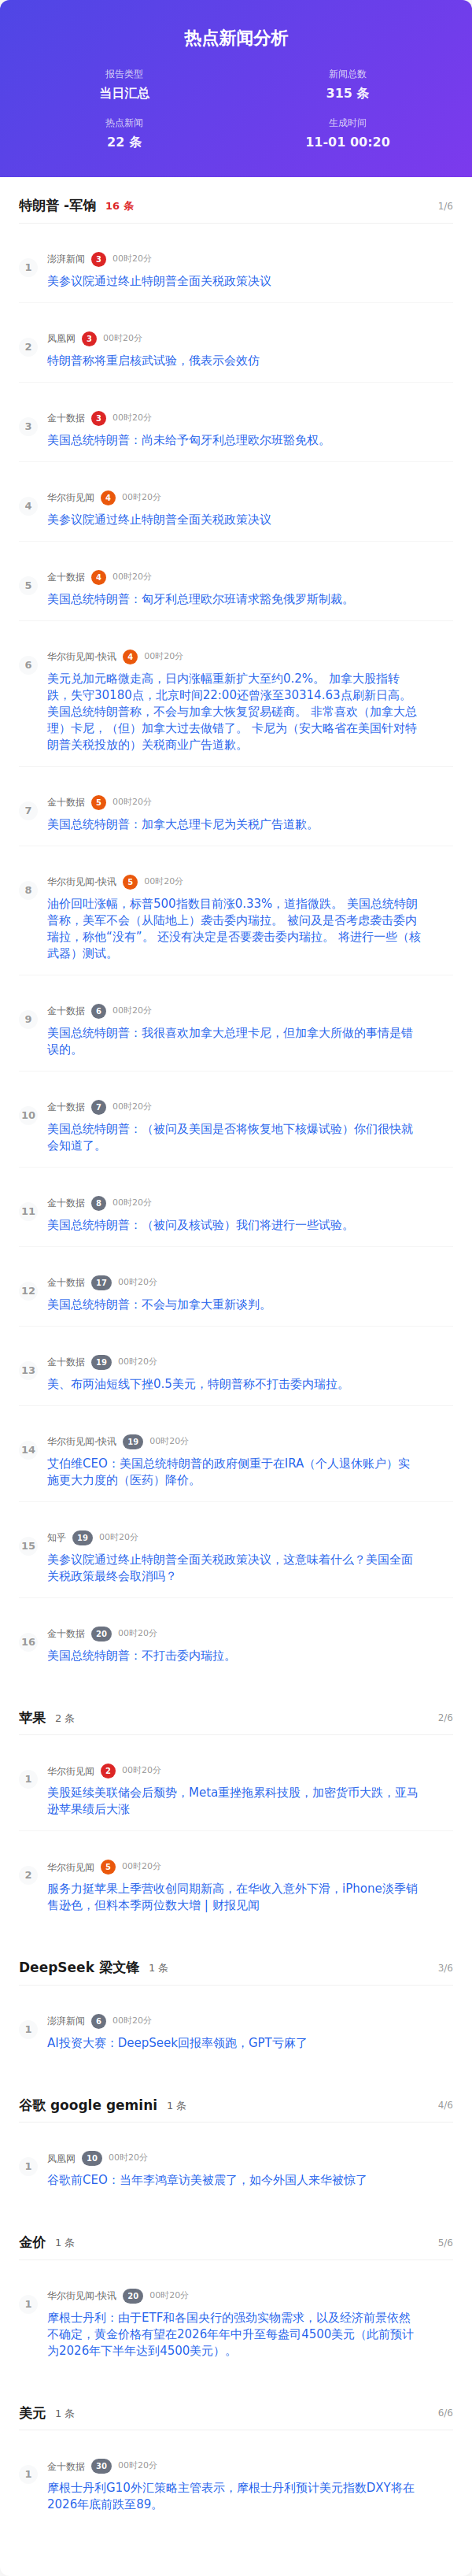 热点新闻分析
报告类型
新闻总数
当日汇总
315 条
热点新闻
生成时间
22 条
11-01 00:20
特朗普 -军饷 16 条 1/6
1
澎湃新闻 3 00时20分
美参议院通过终止特朗普全面关税政策决议
2
凤凰网 3 00时20分
特朗普称将重启核武试验，俄表示会效仿
3
金十数据 3 00时20分
美国总统特朗普：尚未给予匈牙利总理欧尔班豁免权。
4
华尔街见闻 4 00时20分
美参议院通过终止特朗普全面关税政策决议
5
金十数据 4 00时20分
美国总统特朗普：匈牙利总理欧尔班请求豁免俄罗斯制裁。
6
华尔街见闻-快讯 4 00时20分
美元兑加元略微走高，日内涨幅重新扩大至约0.2%。 加拿大股指转
跌，失守30180点，北京时间22:00还曾涨至30314.63点刷新日高。
美国总统特朗普称，不会与加拿大恢复贸易磋商。 非常喜欢（加拿大总
理）卡尼，（但）加拿大过去做错了。 卡尼为（安大略省在美国针对特
朗普关税投放的）关税商业广告道歉。
7
金十数据 5 00时20分
美国总统特朗普：加拿大总理卡尼为关税广告道歉。
8
华尔街见闻-快讯 5 00时20分
油价回吐涨幅，标普500指数目前涨0.33%，道指微跌。 美国总统特朗
普称，美军不会（从陆地上）袭击委内瑞拉。 被问及是否考虑袭击委内
瑞拉，称他“没有”。 还没有决定是否要袭击委内瑞拉。 将进行一些（核
武器）测试。
9
金十数据 6 00时20分
美国总统特朗普：我很喜欢加拿大总理卡尼，但加拿大所做的事情是错
误的。
10
金十数据 7 00时20分
美国总统特朗普：（被问及美国是否将恢复地下核爆试验）你们很快就
会知道了。
11
金十数据 8 00时20分
美国总统特朗普：（被问及核试验）我们将进行一些试验。
12
金十数据 17 00时20分
美国总统特朗普：不会与加拿大重新谈判。
13
金十数据 19 00时20分
美、布两油短线下挫0.5美元，特朗普称不打击委内瑞拉。
14
华尔街见闻-快讯 19 00时20分
艾伯维CEO：美国总统特朗普的政府侧重于在IRA（个人退休账户）实
施更大力度的（医药）降价。
15
知乎 19 00时20分
美参议院通过终止特朗普全面关税政策决议，这意味着什么？美国全面
关税政策最终会取消吗？
16
金十数据 20 00时20分
美国总统特朗普：不打击委内瑞拉。
苹果 2 条 2/6
1
华尔街见闻 2 00时20分
美股延续美联储会后颓势，Meta重挫拖累科技股，加密货币大跌，亚马
逊苹果绩后大涨
2
华尔街见闻 5 00时20分
服务力挺苹果上季营收创同期新高，在华收入意外下滑，iPhone淡季销
售逊色，但料本季两位数大增 | 财报见闻
DeepSeek 梁文锋 1 条 3/6
1
澎湃新闻 6 00时20分
AI投资大赛：DeepSeek回报率领跑，GPT亏麻了
谷歌 google gemini 1 条 4/6
1
凤凰网 10 00时20分
谷歌前CEO：当年李鸿章访美被震了，如今外国人来华被惊了
金价 1 条 5/6
1
华尔街见闻-快讯 20 00时20分
摩根士丹利：由于ETF和各国央行的强劲实物需求，以及经济前景依然
不确定，黄金价格有望在2026年年中升至每盎司4500美元（此前预计
为2026年下半年达到4500美元）。
美元 1 条 6/6
1
金十数据 30 00时20分
摩根士丹利G10外汇策略主管表示，摩根士丹利预计美元指数DXY将在
2026年底前跌至89。